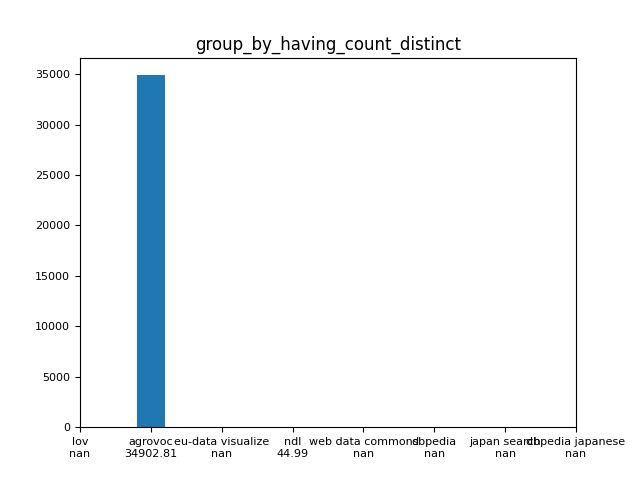 group_by_having_count_distinct
35000
30000
25000
20000
15000
10000
5000
0
lov agrovoc eu-data visualize ndl web data commons dbpedia japan search dbpedia japanese
nan 34902.81 nan 44.99 nan nan nan nan